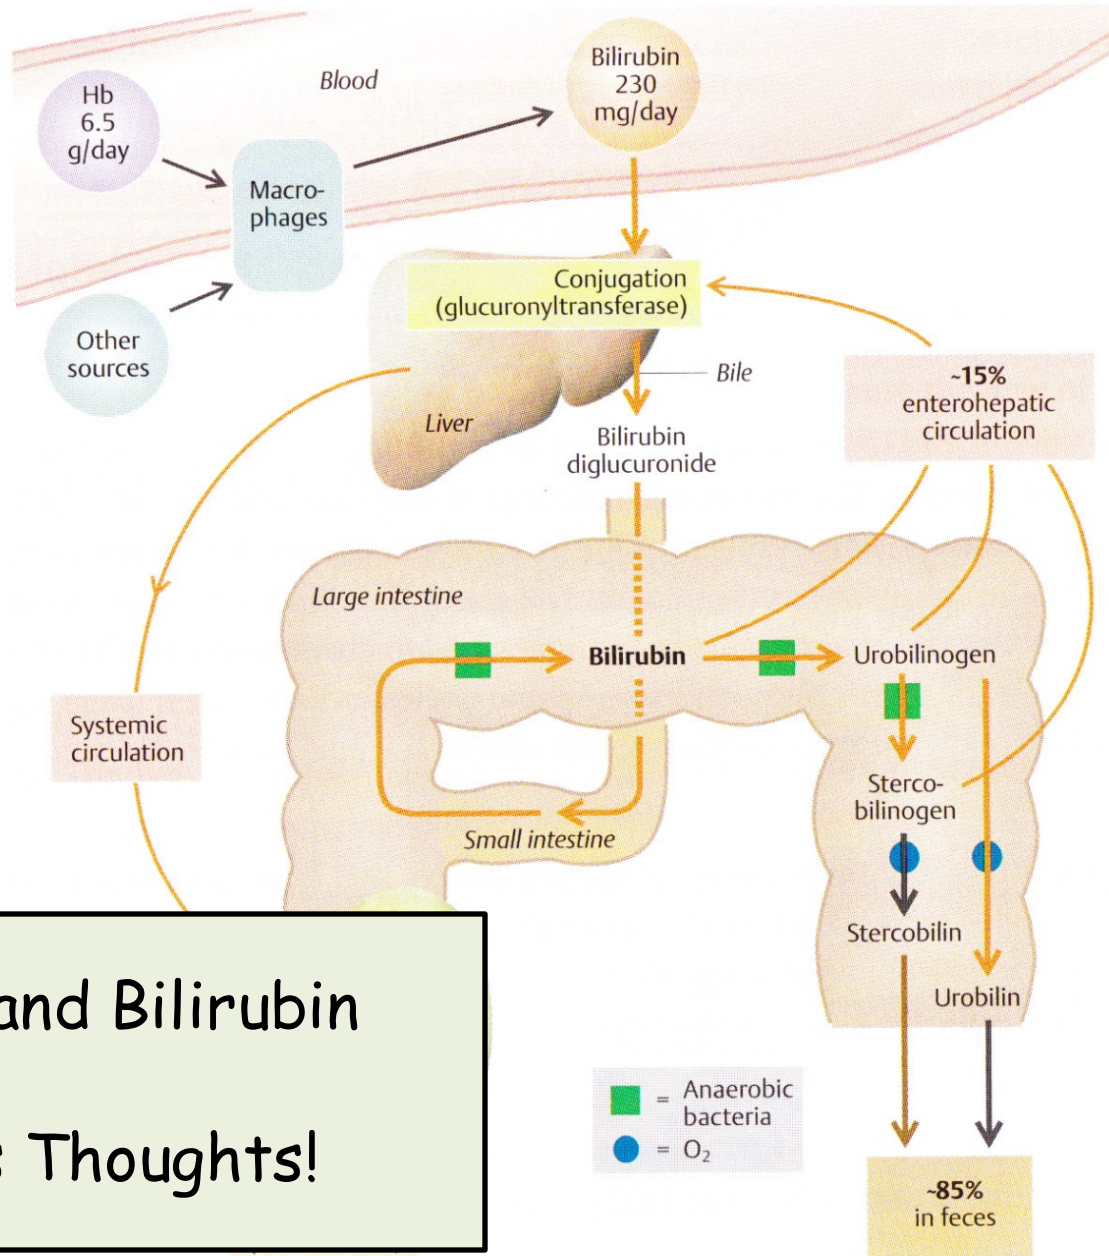 Blood
Hb
6.5
g/day
Bilirubin
230
mg/day
Macro-
phages
Other
sources
Conjugation
(glucuronyltransferase)
Bile
Liver
Bilirubin
diglucuronide
~15%
enterohepatic
circulation
Large intestine
Bilirubin
Urobilinogen
Systemic
circulation
Sterco-
bilinogen
Small intestine
Stercobilin
Urobilin
and Bilirubin
Thoughts!
= Anaerobic
bacteria
= O₂
~85%
in feces